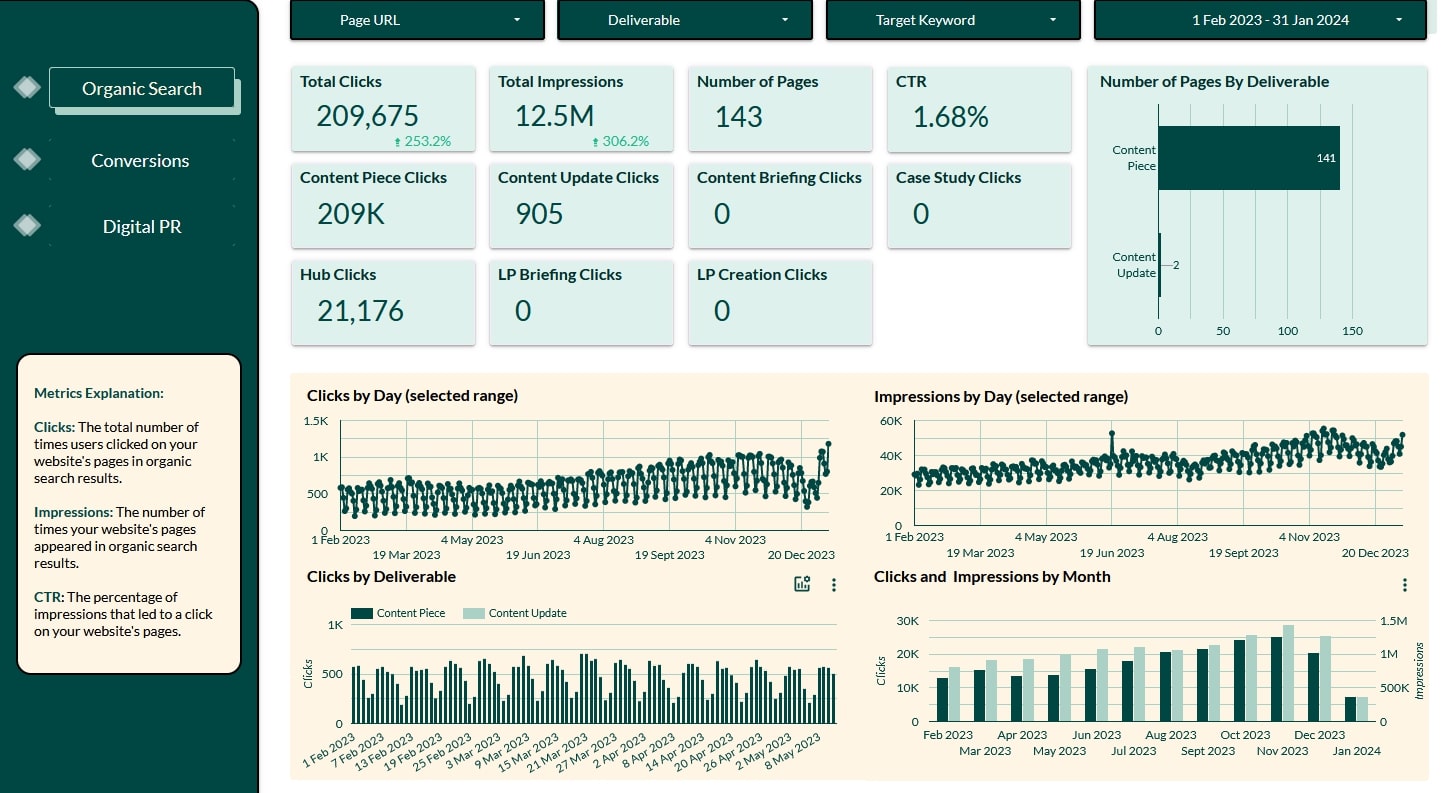 Page URL
Deliverable
Target Keyword
1 Feb 2023 - 31 Jan 2024
Organic Search
Conversions
Digital PR
Metrics Explanation:
Clicks: The total number of
times users clicked on your
website's pages in organic
search results.
Impressions: The number of
times your website's pages
appeared in organic search
results.
CTR: The percentage of
impressions that led to a click
on your website's pages.
Total Clicks
209,675
253.2%
Total Impressions
12.5M
306.2%
Number of Pages
143
CTR
1.68%
Content Piece Clicks
209K
Content Update Clicks
905
Content Briefing Clicks
0
Case Study Clicks
0
Hub Clicks
21,176
LP Briefing Clicks
0
LP Creation Clicks
0
Number of Pages By Deliverable
Content
Piece
141
Content
Update
2
0 50 100 150
Clicks by Day (selected range)
1.5K
1K
500
0
1 Feb 2023 4 May 2023 4 Aug 2023 4 Nov 2023
19 Mar 2023 19 Jun 2023 19 Sept 2023 20 Dec 2023
Impressions by Day (selected range)
60K
40K
20K
0
1 Feb 2023 4 May 2023 4 Aug 2023 4 Nov 2023
19 Mar 2023 19 Jun 2023 19 Sept 2023 20 Dec 2023
Clicks by Deliverable
Content Piece Content Update
1K
500
0
Clicks
1 Feb 2023 7 Feb 2023 13 Feb 2023 19 Feb 2023 25 Feb 2023 3 Mar 2023 9 Mar 2023 15 Mar 2023 21 Mar 2023 27 Mar 2023 2 Apr 2023 8 Apr 2023 14 Apr 2023 20 Apr 2023 26 Apr 2023 2 May 2023 8 May 2023
Clicks and Impressions by Month
30K 1.5M
20K 1M
10K 500K
0 0
Clicks
Impressions
Feb 2023 Apr 2023 Jun 2023 Aug 2023 Oct 2023 Dec 2023
Mar 2023 May 2023 Jul 2023 Sept 2023 Nov 2023 Jan 2024